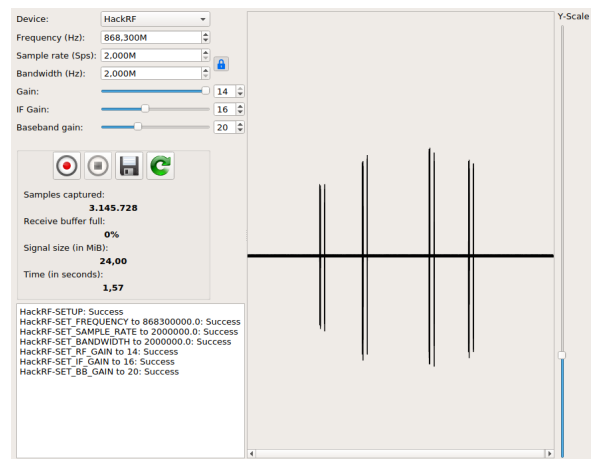 Device: HackRF
Frequency (Hz): 868,300M
Sample rate (Sps): 2,000M
Bandwidth (Hz): 2,000M
Gain: 14
IF Gain: 16
Baseband gain: 20
Samples captured:
3.145.728
Receive buffer full:
0%
Signal size (in MiB):
24,00
Time (in seconds):
1,57
HackRF-SETUP: Success
HackRF-SET_FREQUENCY to 868300000.0: Success
HackRF-SET_SAMPLE_RATE to 2000000.0: Success
HackRF-SET_BANDWIDTH to 2000000.0: Success
HackRF-SET_RF_GAIN to 14: Success
HackRF-SET_IF_GAIN to 16: Success
HackRF-SET_BB_GAIN to 20: Success
Y-Scale